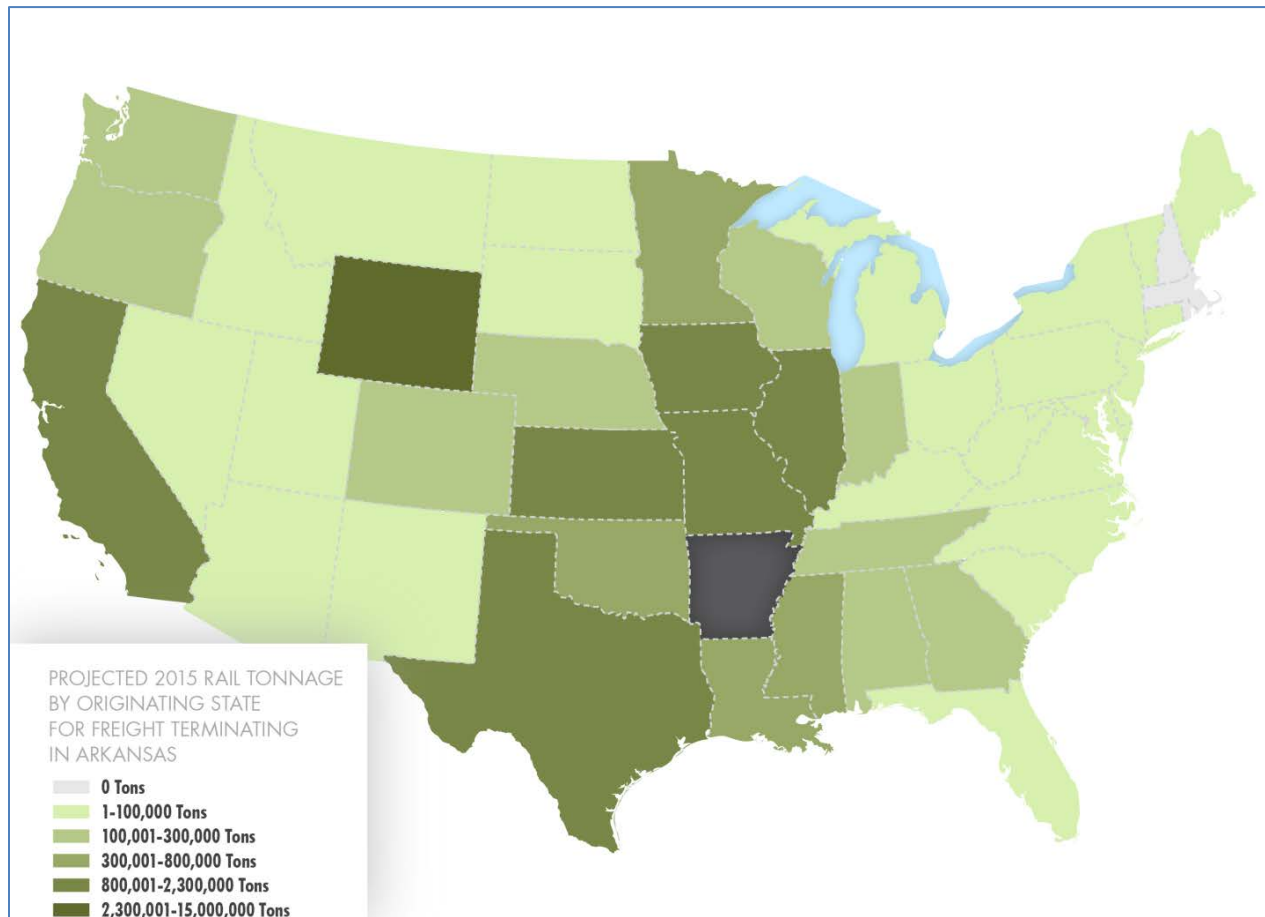 PROJECTED 2015 RAIL TONNAGE
BY ORIGINATING STATE
FOR FREIGHT TERMINATING
IN ARKANSAS
0 Tons
1-100,000 Tons
100,001-300,000 Tons
300,001-800,000 Tons
800,001-2,300,000 Tons
2,300,001-15,000,000 Tons